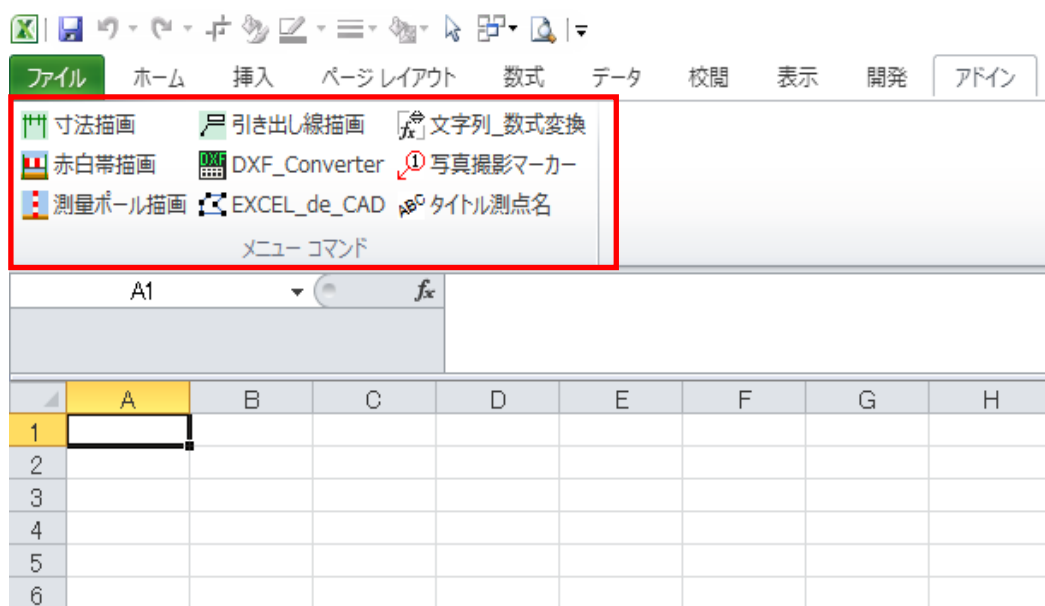 ファイル ホーム 挿入 ページ レイアウト 数式 データ 校閲 表示 開発 アドイン
寸法描画 引き出し線描画 文字列_数式変換
赤白帯描画 DXF DXF_Converter 1 写真撮影マーカー
測量ポール描画 EXCEL_de_CAD ABC タイトル測点名
メニュー コマンド
A1 fx
A B C D E F G H
1
2
3
4
5
6